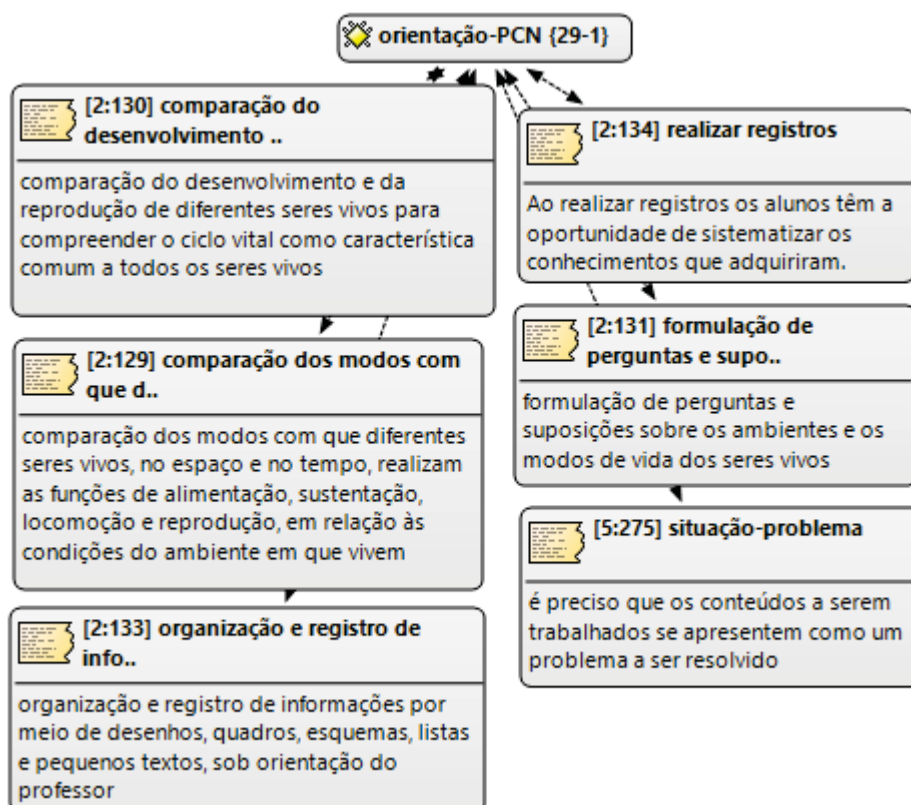 orientação-PCN {29-1}
[2:130] comparação do
desenvolvimento ..
comparação do desenvolvimento e da
reprodução de diferentes seres vivos para
compreender o ciclo vital como característica
comum a todos os seres vivos
[2:129] comparação dos modos com
que d..
comparação dos modos com que diferentes
seres vivos, no espaço e no tempo, realizam
as funções de alimentação, sustentação,
locomoção e reprodução, em relação às
condições do ambiente em que vivem
[2:133] organização e registro de
info..
organização e registro de informações por
meio de desenhos, quadros, esquemas, listas
e pequenos textos, sob orientação do
professor
[2:134] realizar registros
Ao realizar registros os alunos têm a
oportunidade de sistematizar os
conhecimentos que adquiriram.
[2:131] formulação de
perguntas e supo..
formulação de perguntas e
suposições sobre os ambientes e os
modos de vida dos seres vivos
[5:275] situação-problema
é preciso que os conteúdos a serem
trabalhados se apresentem como um
problema a ser resolvido